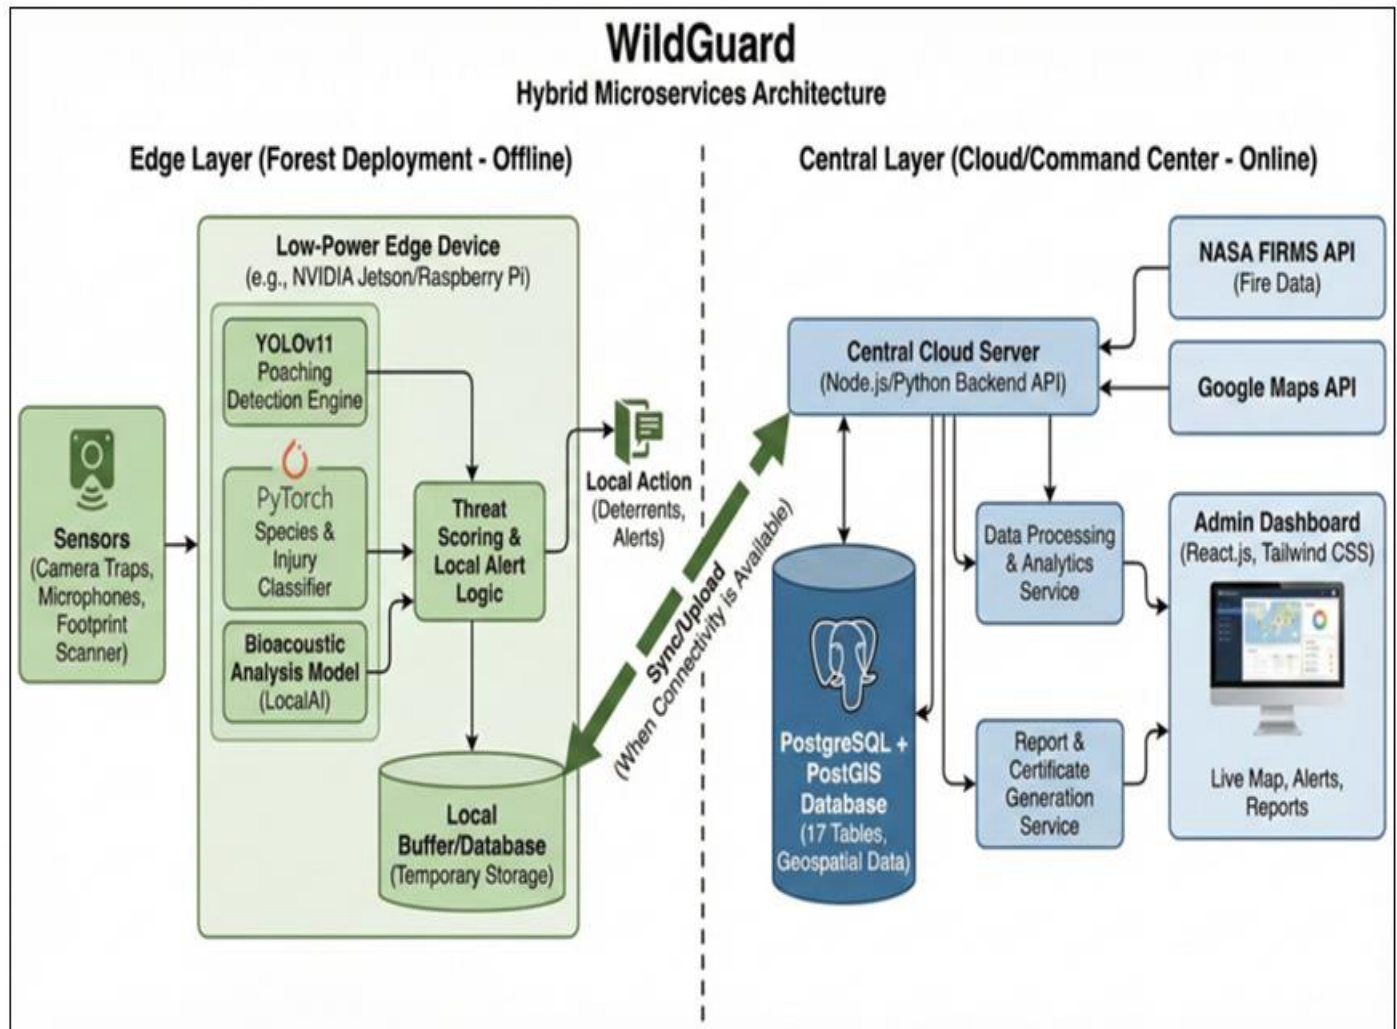 WildGuard
Hybrid Microservices Architecture
Edge Layer (Forest Deployment - Offline)
Low-Power Edge Device
(e.g., NVIDIA Jetson/Raspberry Pi)
Sensors
(Camera Traps,
Microphones,
Footprint
Scanner)
YOLOv11
Poaching
Detection Engine
PyTorch
Species &
Injury
Classifier
Bioacoustic
Analysis Model
(LocalAI)
Threat
Scoring &
Local Alert
Logic
Local Action
(Deterrents,
Alerts)
Local
Buffer/Database
(Temporary Storage)
Sync/Upload
(When Connectivity is Available)
Central Layer (Cloud/Command Center - Online)
NASA FIRMS API
(Fire Data)
Central Cloud Server
(Node.js/Python Backend API)
Google Maps API
PostgreSQL +
PostGIS
Database
(17 Tables,
Geospatial Data)
Data Processing
& Analytics
Service
Report &
Certificate
Generation
Service
Admin Dashboard
(React.js, Tailwind CSS)
Live Map, Alerts,
Reports